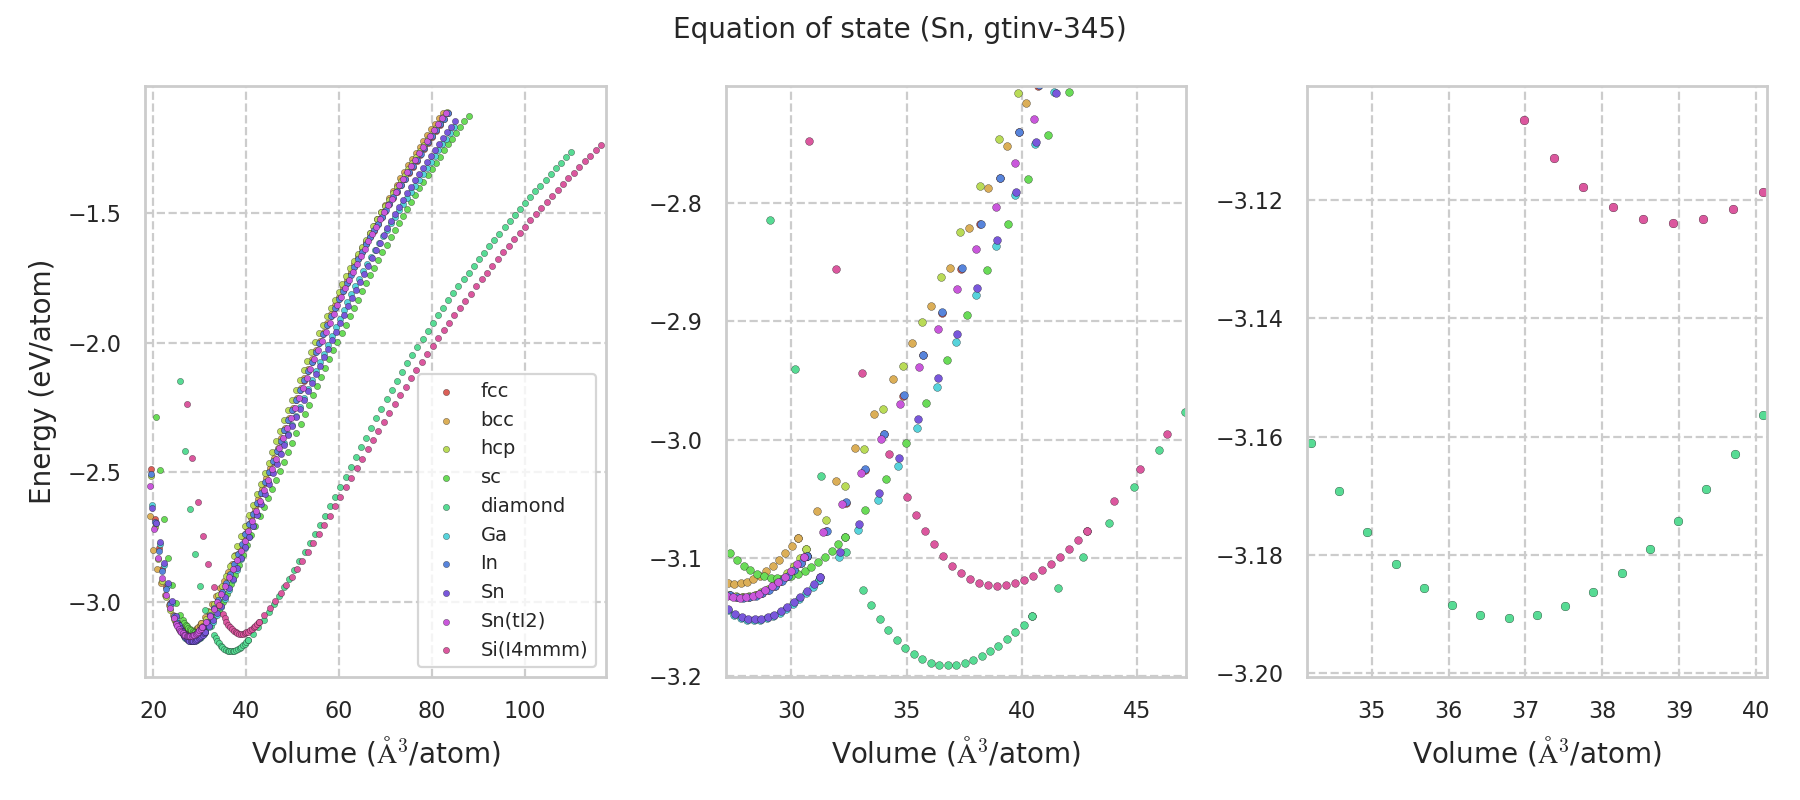 Equation of state (Sn, gtinv-345)
Energy (eV/atom)
−1.5
−2.0
−2.5
−3.0
20 40 60 80 100
Volume (Å³/atom)
fcc
bcc
hcp
sc
diamond
Ga
In
Sn
Sn(tI2)
Si(I4mmm)
−2.8
−2.9
−3.0
−3.1
−3.2
30 35 40 45
Volume (Å³/atom)
−3.12
−3.14
−3.16
−3.18
−3.20
35 36 37 38 39 40
Volume (Å³/atom)